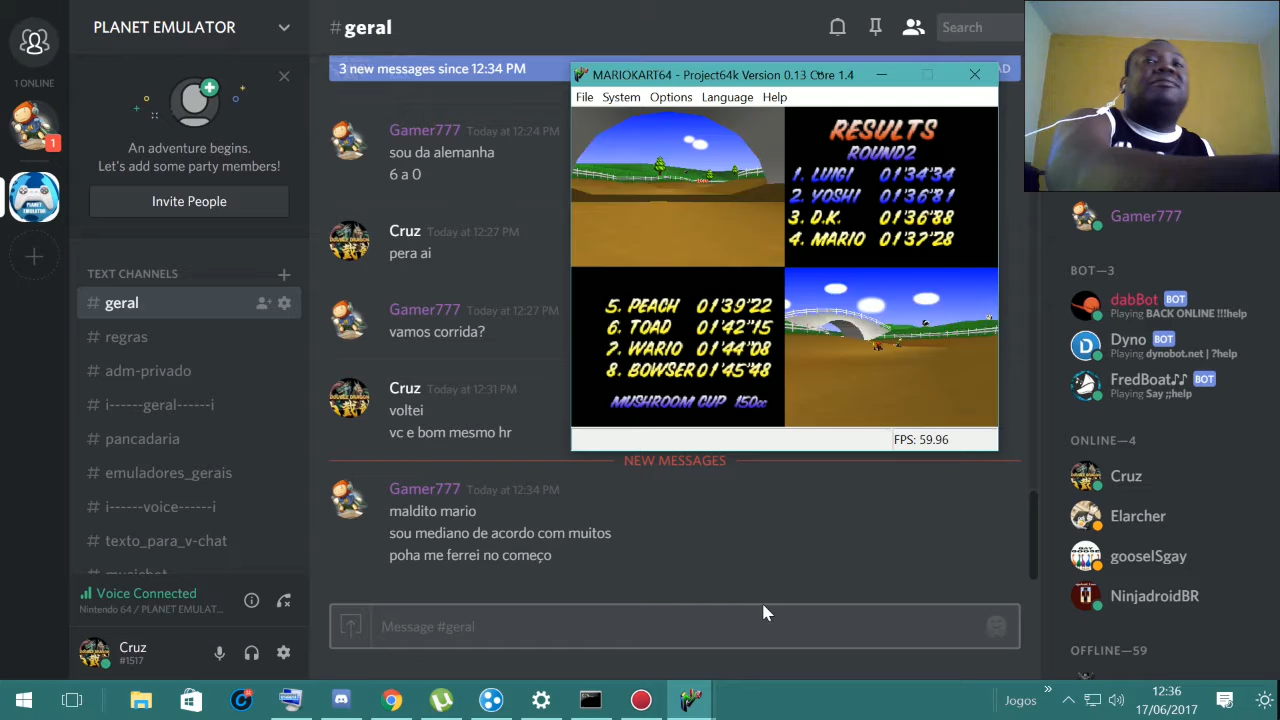 PLANET EMULATOR
1 ONLINE
1
An adventure begins.
Let's add some party members!
Invite People
TEXT CHANNELS
# geral
# regras
# adm-privado
# i------geral------i
# pancadaria
# emuladores_gerais
# i------voice------i
# texto_para_v-chat
Voice Connected
Nintendo 64 / PLANET EMULAT...
Cruz
#1517
#geral
Search
3 new messages since 12:34 PM
Gamer777 Today at 12:24 PM
sou da alemanha
6 a 0
Cruz Today at 12:27 PM
pera ai
Gamer777 Today at 12:27 PM
vamos corrida?
Cruz Today at 12:31 PM
voltei
vc e bom mesmo hr
NEW MESSAGES
Gamer777 Today at 12:34 PM
maldito mario
sou mediano de acordo com muitos
poha me ferrei no começo
Message #geral
MARIOKART64 - Project64k Version 0.13 Core 1.4
File System Options Language Help
RESULTS
ROUND2
1. LUIGI 01'34"34
2. YOSHI 01'36"81
3. D.K. 01'36"88
4. MARIO 01'37"28
5. PEACH 01'39"22
6. TOAD 01'42"15
7. WARIO 01'44"08
8. BOWSER 01'45"48
MUSHROOM CUP 150cc
FPS: 59.96
Gamer777
BOT—3
dabBot BOT
Playing BACK ONLINE !!!help
Dyno BOT
Playing dynobot.net | ?help
FredBoat♪♪ BOT
Playing Say ;;help
ONLINE—4
Cruz
Elarcher
gooseISgay
NinjadroidBR
OFFLINE—59
Jogos
12:36
17/06/2017